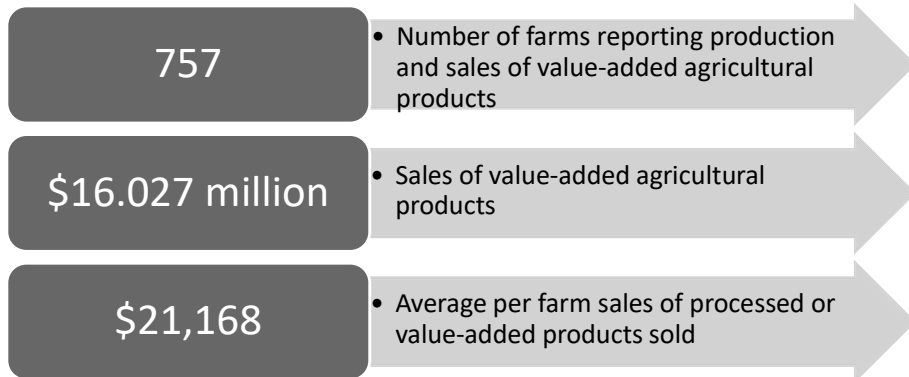 757
• Number of farms reporting production
and sales of value-added agricultural
products
$16.027 million
• Sales of value-added agricultural
products
$21,168
• Average per farm sales of processed or
value-added products sold